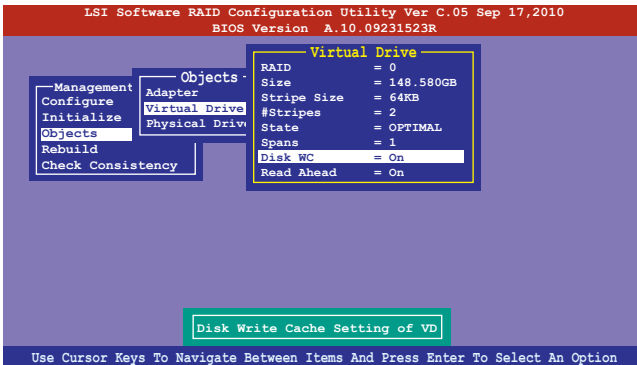 LSI Software RAID Configuration Utility Ver C.05 Sep 17,2010
BIOS Version A.10.09231523R
Management
Configure
Initialize
Objects
Rebuild
Check Consistency
Objects
Adapter
Virtual Drive
Physical Driv
Virtual Drive
RAID = 0
Size = 148.580GB
Stripe Size = 64KB
#Stripes = 2
State = OPTIMAL
Spans = 1
Disk WC = On
Read Ahead = On
Disk Write Cache Setting of VD
Use Cursor Keys To Navigate Between Items And Press Enter To Select An Option